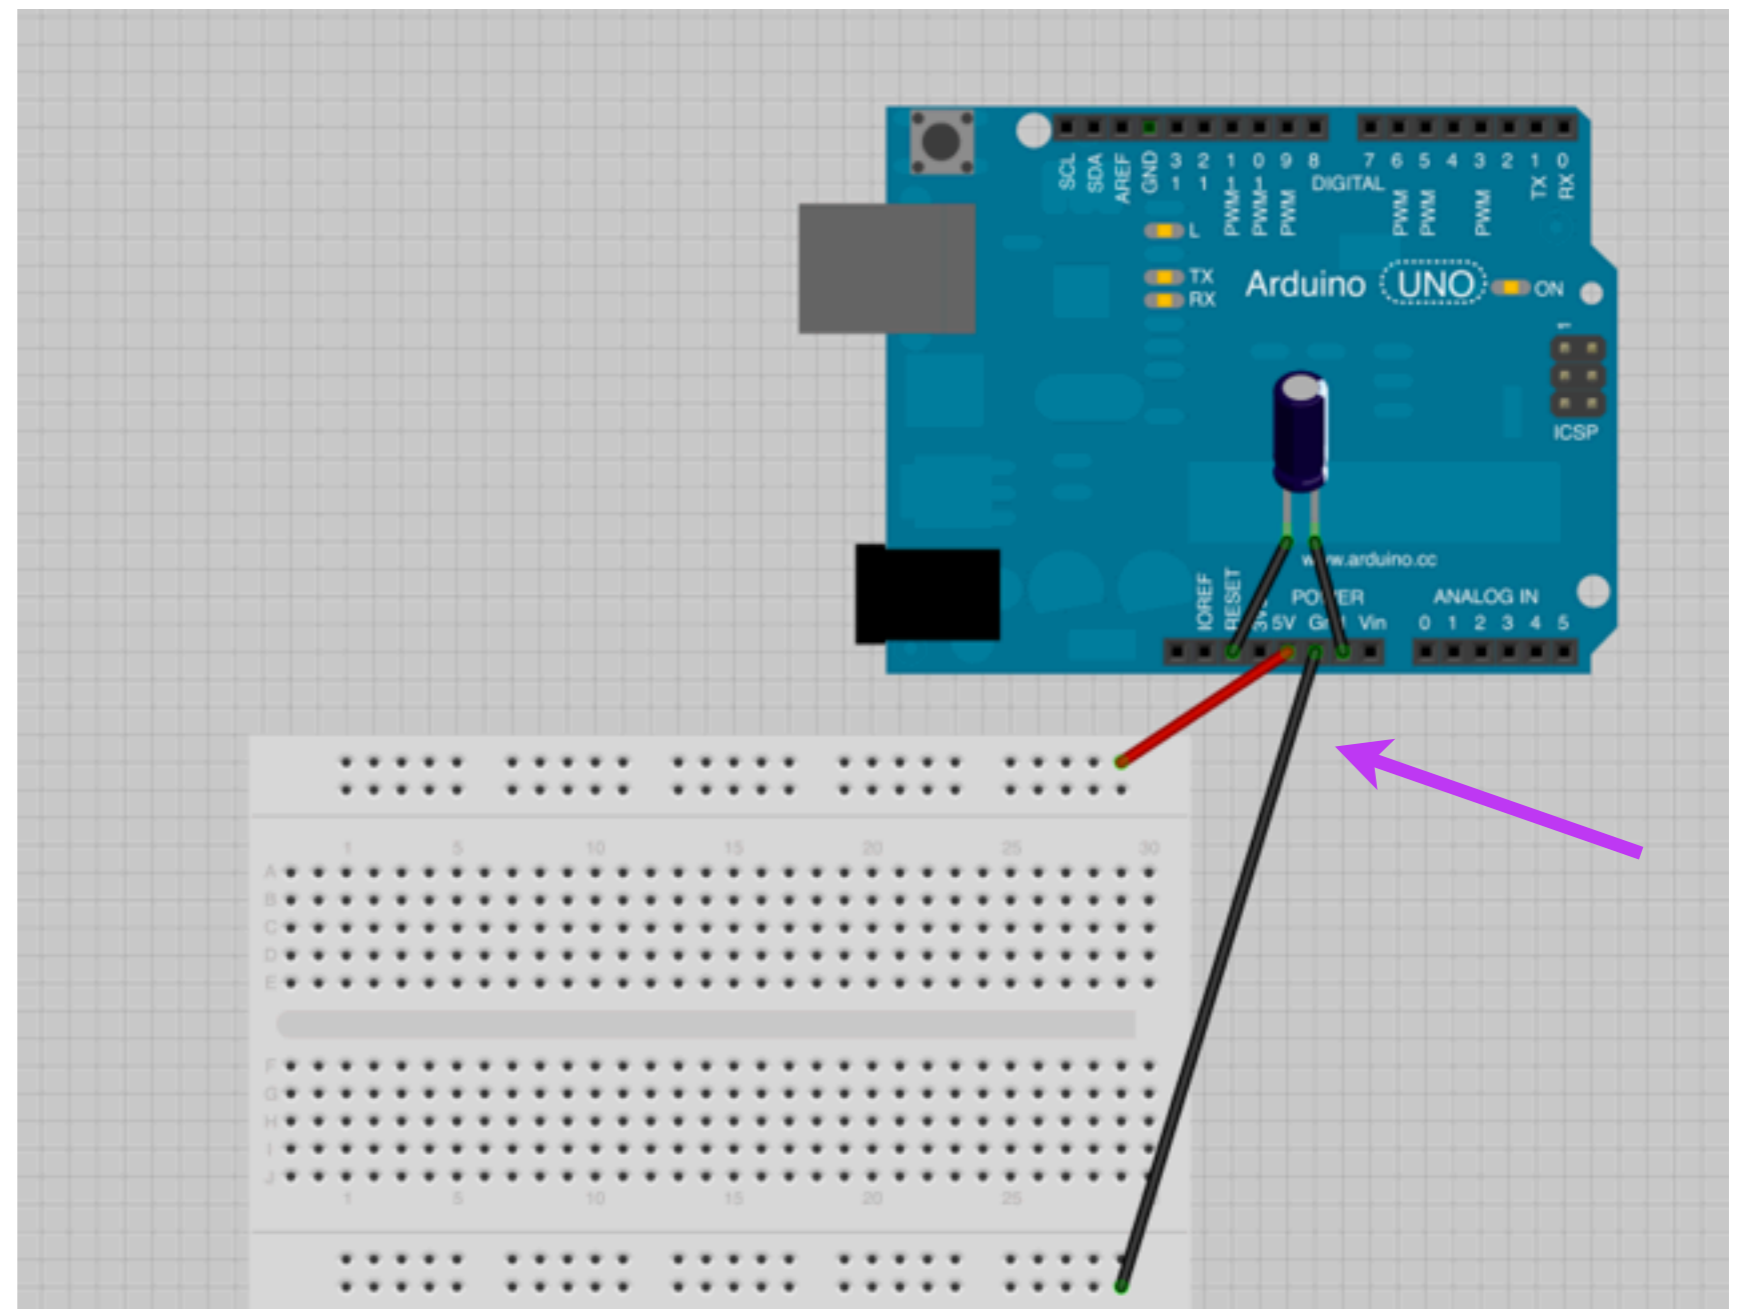 SCL
SDA
AREF
GND
13
12
PWM 11
PWM 10
PWM 9
8
7
PWM 6
PWM 5
4
PWM 3
2
TX 1
RX 0
DIGITAL
L
TX
RX
Arduino UNO
ON
1
ICSP
www.arduino.cc
IOREF
RESET
POWER
ANALOG IN
5V Gnd Vin
0 1 2 3 4 5
1 5 10 15 20 25 30
A
B
C
D
E
F
G
H
I
J
1 5 10 15 20 25